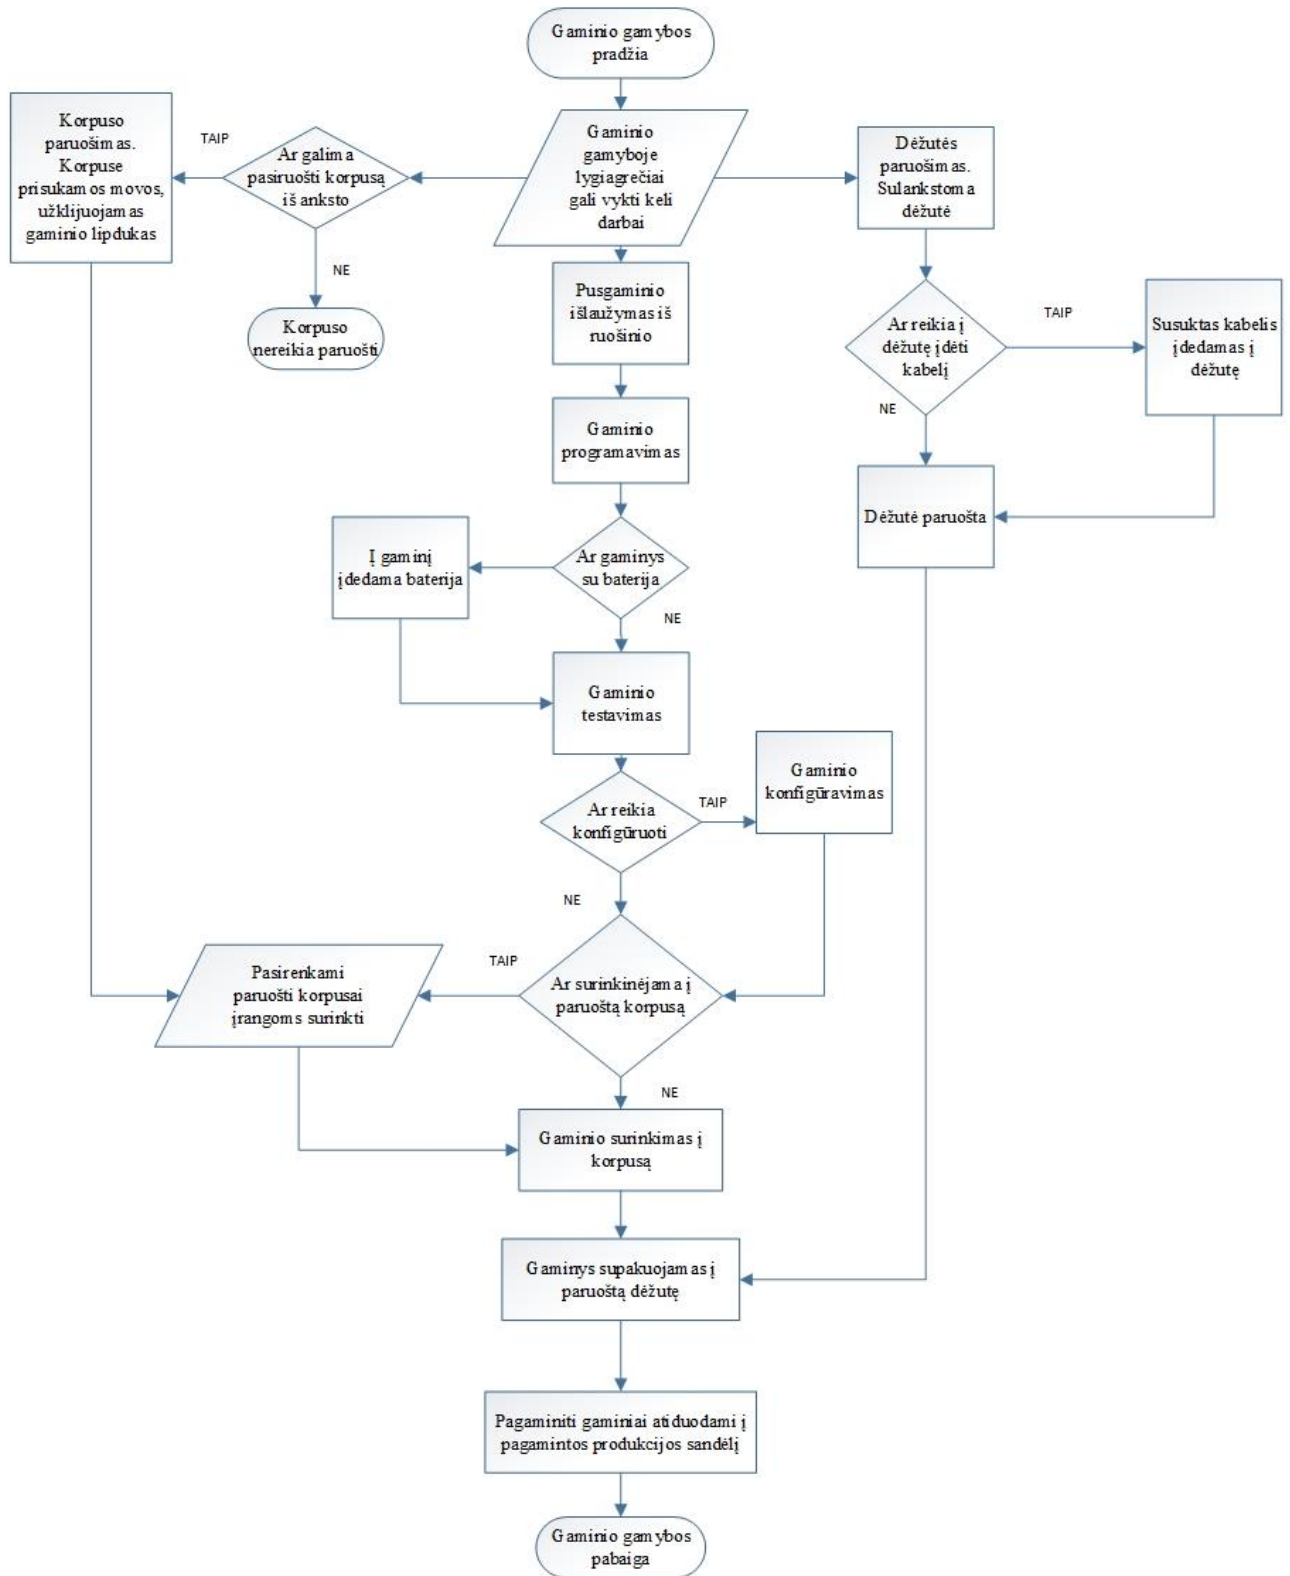 Gaminio gamybos
pradžia
Gaminio
gamyboje
lygiagrečiai
gali vykti keli
darbai
Korpuso
paruošimas.
Korpuse
prisukamos movos,
užklijuojamas
gaminio lipdukas
TAIP
Ar galima
pasiruošti korpusą
iš anksto
NE
Korpuso
nereikia paruošti
Dėžutės
paruošimas.
Sulankstoma
dėžutė
Ar reikia į
dėžutę įdėti
kabelį
TAIP
Susuktas kabelis
įdedamas į
dėžutę
NE
Dėžutė paruošta
Pusgaminio
išlaužymas iš
ruošinio
Gaminio
programavimas
Ar gaminys
su baterija
Į gaminį
įdedama baterija
NE
Gaminio
testavimas
Ar reikia
konfigūruoti
TAIP
Gaminio
konfigūravimas
NE
Ar surinkinėjama į
paruoštą korpusą
TAIP
Pasirenkami
paruošti korpusai
įrangoms surinkti
NE
Gaminio surinkimas į
korpusą
Gaminys supakuojamas į
paruoštą dėžutę
Pagaminiti gaminiai atiduodami į
pagamintos produkcijos sandėlį
Gaminio gamybos
pabaiga